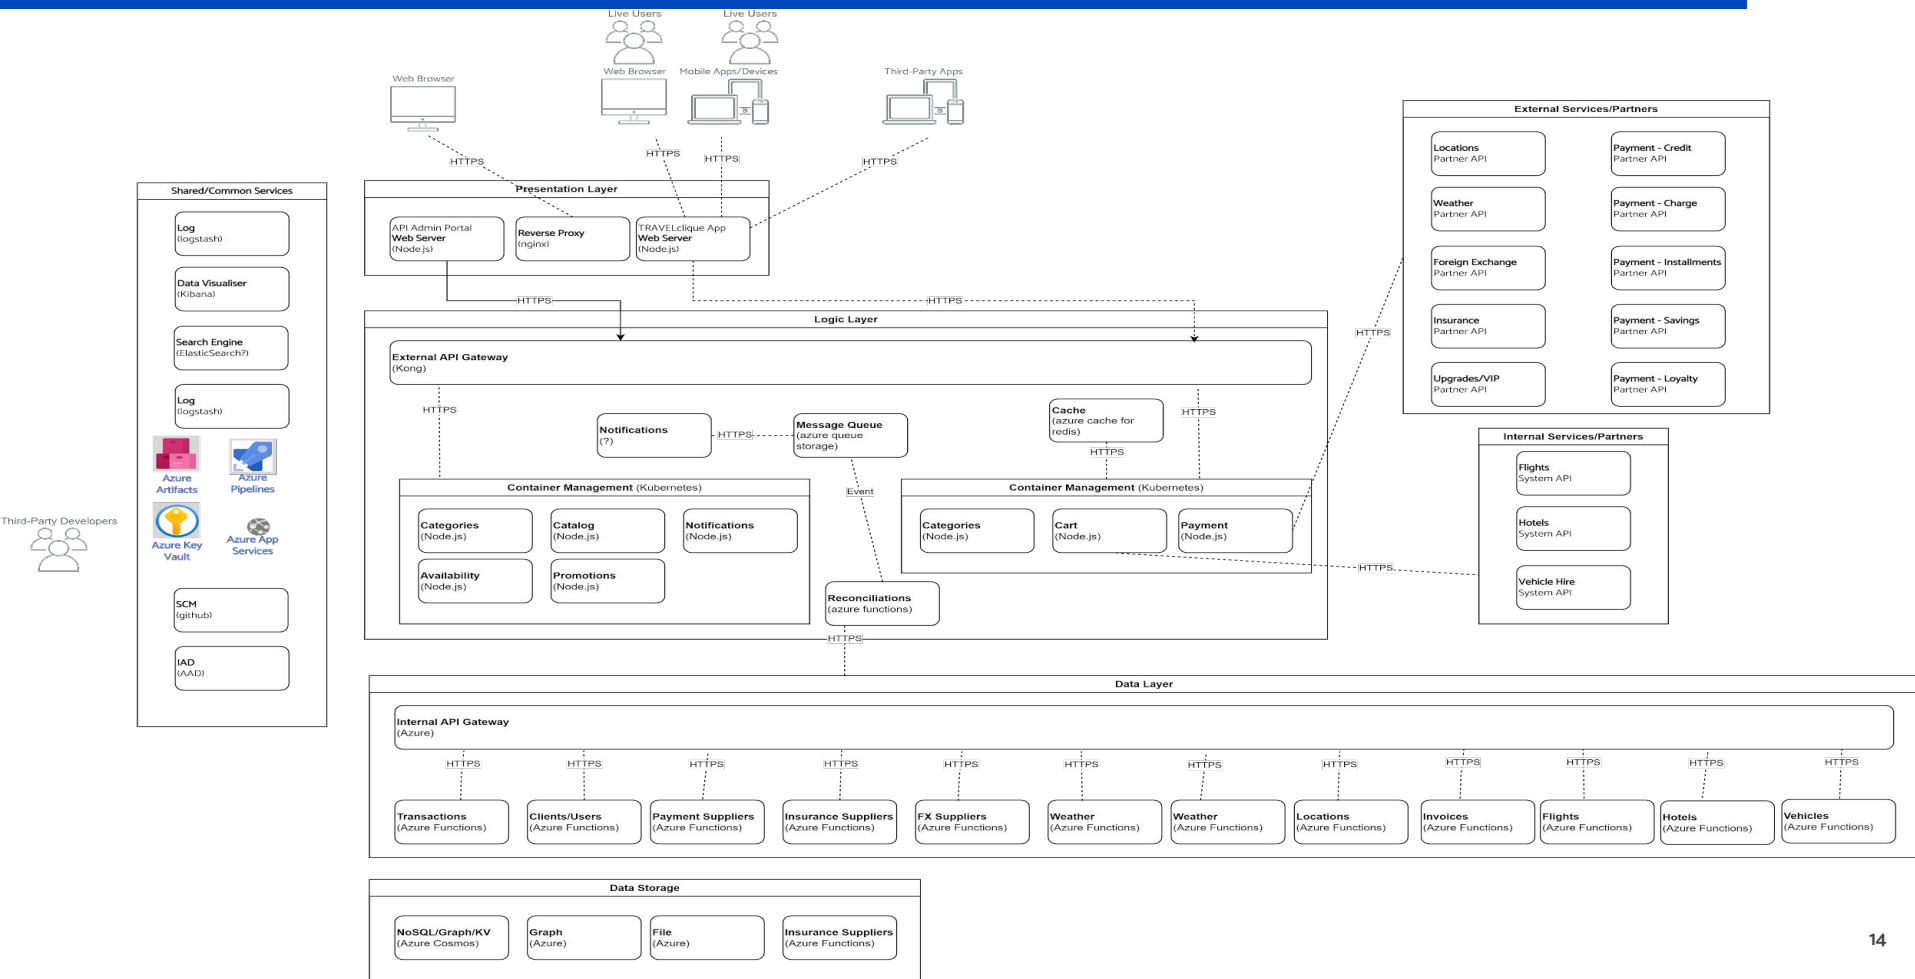 Live Users
Live Users
Web Browser
Web Browser
Mobile Apps/Devices
Third-Party Apps
HTTPS
HTTPS
HTTPS
HTTPS
Shared/Common Services
Log
(logstash)
Data Visualiser
(Kibana)
Search Engine
(ElasticSearch?)
Log
(logstash)
Azure
Artifacts
Azure
Pipelines
Azure Key
Vault
Azure App
Services
SCM
(github)
IAD
(AAD)
Third-Party Developers
Presentation Layer
API Admin Portal
Web Server
(Node.js)
Reverse Proxy
(nginx)
TRAVELclique App
Web Server
(Node.js)
HTTPS
HTTPS
Logic Layer
External API Gateway
(Kong)
HTTPS
Notifications
(?)
HTTPS
Message Queue
(azure queue
storage)
Cache
(azure cache for
redis)
HTTPS
HTTPS
Event
Container Management (Kubernetes)
Categories
(Node.js)
Catalog
(Node.js)
Notifications
(Node.js)
Availability
(Node.js)
Promotions
(Node.js)
Container Management (Kubernetes)
Categories
(Node.js)
Cart
(Node.js)
Payment
(Node.js)
Reconciliations
(azure functions)
HTTPS
HTTPS
HTTPS
External Services/Partners
Locations
Partner API
Payment - Credit
Partner API
Weather
Partner API
Payment - Charge
Partner API
Foreign Exchange
Partner API
Payment - Installments
Partner API
Insurance
Partner API
Payment - Savings
Partner API
Upgrades/VIP
Partner API
Payment - Loyalty
Partner API
Internal Services/Partners
Flights
System API
Hotels
System API
Vehicle Hire
System API
Data Layer
Internal API Gateway
(Azure)
HTTPS
HTTPS
HTTPS
HTTPS
HTTPS
HTTPS
HTTPS
HTTPS
HTTPS
HTTPS
HTTPS
HTTPS
Transactions
(Azure Functions)
Clients/Users
(Azure Functions)
Payment Suppliers
(Azure Functions)
Insurance Suppliers
(Azure Functions)
FX Suppliers
(Azure Functions)
Weather
(Azure Functions)
Weather
(Azure Functions)
Locations
(Azure Functions)
Invoices
(Azure Functions)
Flights
(Azure Functions)
Hotels
(Azure Functions)
Vehicles
(Azure Functions)
Data Storage
NoSQL/Graph/KV
(Azure Cosmos)
Graph
(Azure)
File
(Azure)
Insurance Suppliers
(Azure Functions)
14